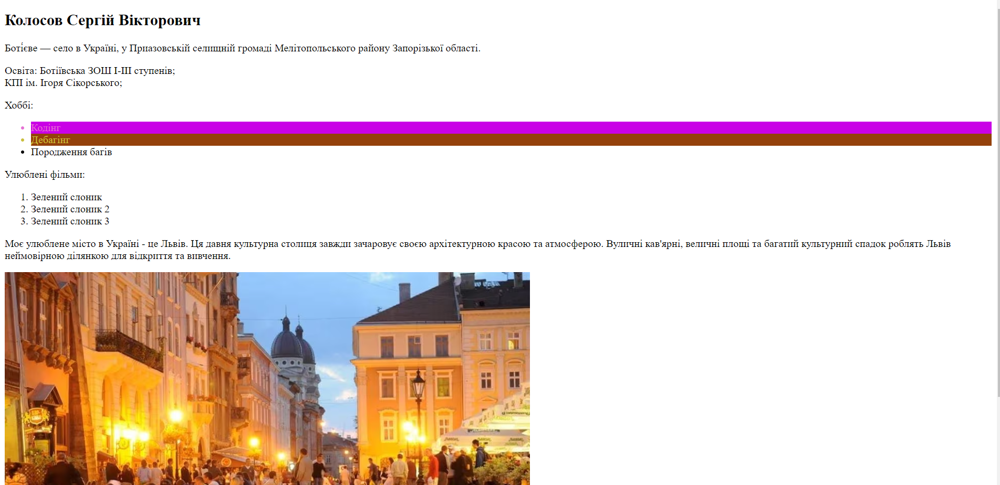 Колосов Сергій Вікторович
Боті́єве — село в Україні, у Приазовській селищній громаді Мелітопольського району Запорізької області.
Освіта: Ботіївська ЗОШ І-ІІІ ступенів;
КПІ ім. Ігоря Сікорського;
Хоббі:
• Кодінг
• Дебагінг
• Породження багів
Улюблені фільми:
1. Зелений слоник
2. Зелений слоник 2
3. Зелений слоник 3
Моє улюблене місто в Україні - це Львів. Ця давня культурна столиця завжди зачаровує своєю архітектурною красою та атмосферою. Вуличні кав'ярні, величні площі та багатий культурний спадок роблять Львів
неймовірною ділянкою для відкриття та вивчення.